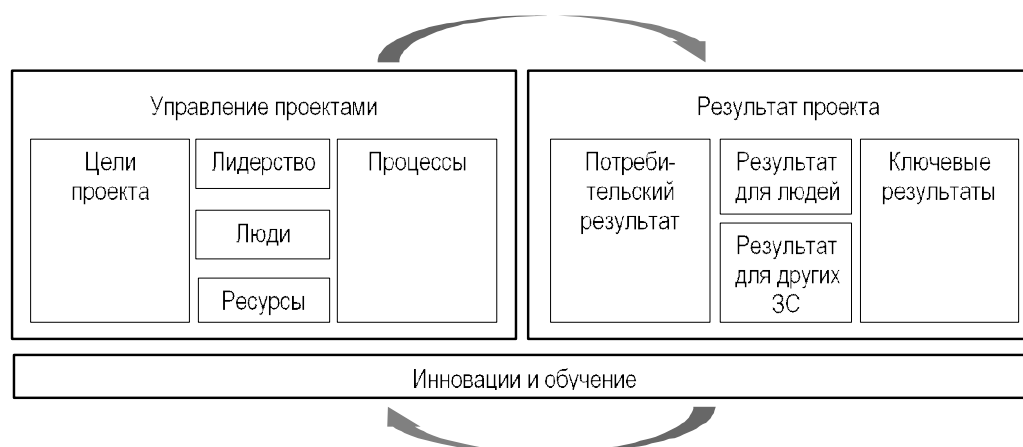 Управление проектами
Цели
проекта
Лидерство
Люди
Ресурсы
Процессы
Результат проекта
Потреби-
тельский
результат
Результат
для людей
Результат
для других
ЗС
Ключевые
результаты
Инновации и обучение